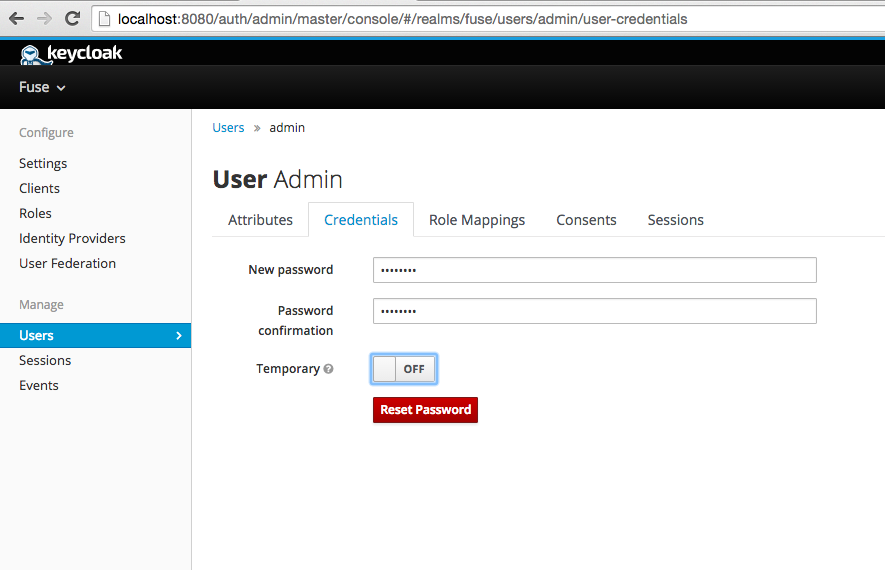 localhost:8080/auth/admin/master/console/#/realms/fuse/users/admin/user-credentials
keycloak
Fuse
Configure
Settings
Clients
Roles
Identity Providers
User Federation
Manage
Users
Sessions
Events
Users » admin
User Admin
Attributes Credentials Role Mappings Consents Sessions
New password ••••••••
Password
confirmation ••••••••
Temporary ? OFF
Reset Password